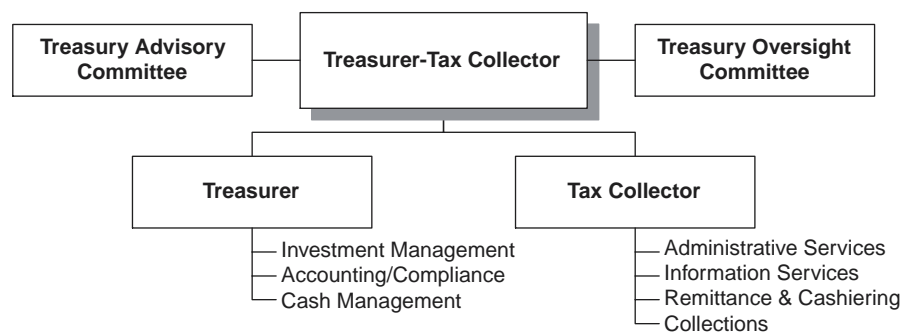 Treasury Advisory
Committee
Treasurer-Tax Collector
Treasury Oversight
Committee
Treasurer
Tax Collector
Investment Management
Accounting/Compliance
Cash Management
Administrative Services
Information Services
Remittance & Cashiering
Collections